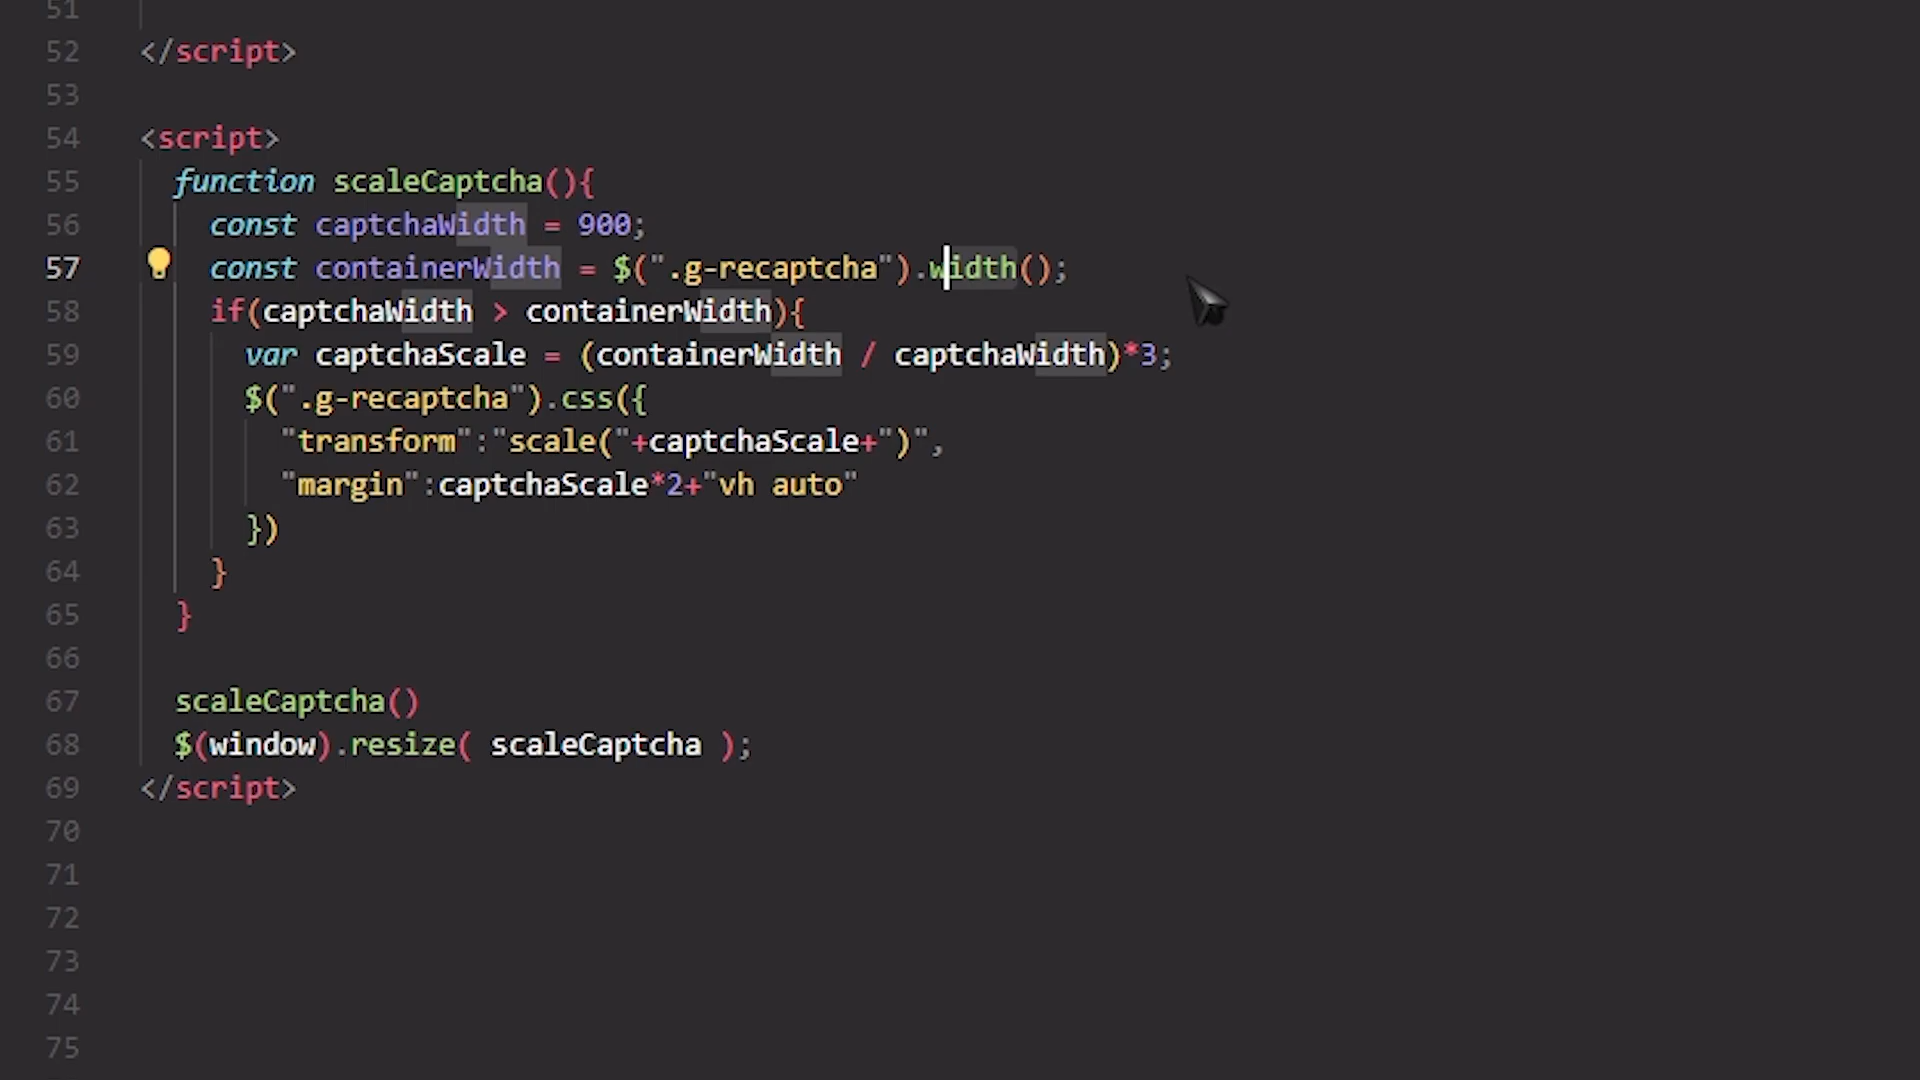 51
52 </script>
53
54 <script>
55 function scaleCaptcha(){
56 const captchaWidth = 900;
57 const containerWidth = $(".g-recaptcha").width();
58 if(captchaWidth > containerWidth){
59 var captchaScale = (containerWidth / captchaWidth)*3;
60 $(".g-recaptcha").css({
61 "transform":"scale("+captchaScale+")",
62 "margin":captchaScale*2+"vh auto"
63 })
64 }
65 }
66
67 scaleCaptcha()
68 $(window).resize( scaleCaptcha );
69 </script>
70
71
72
73
74
75